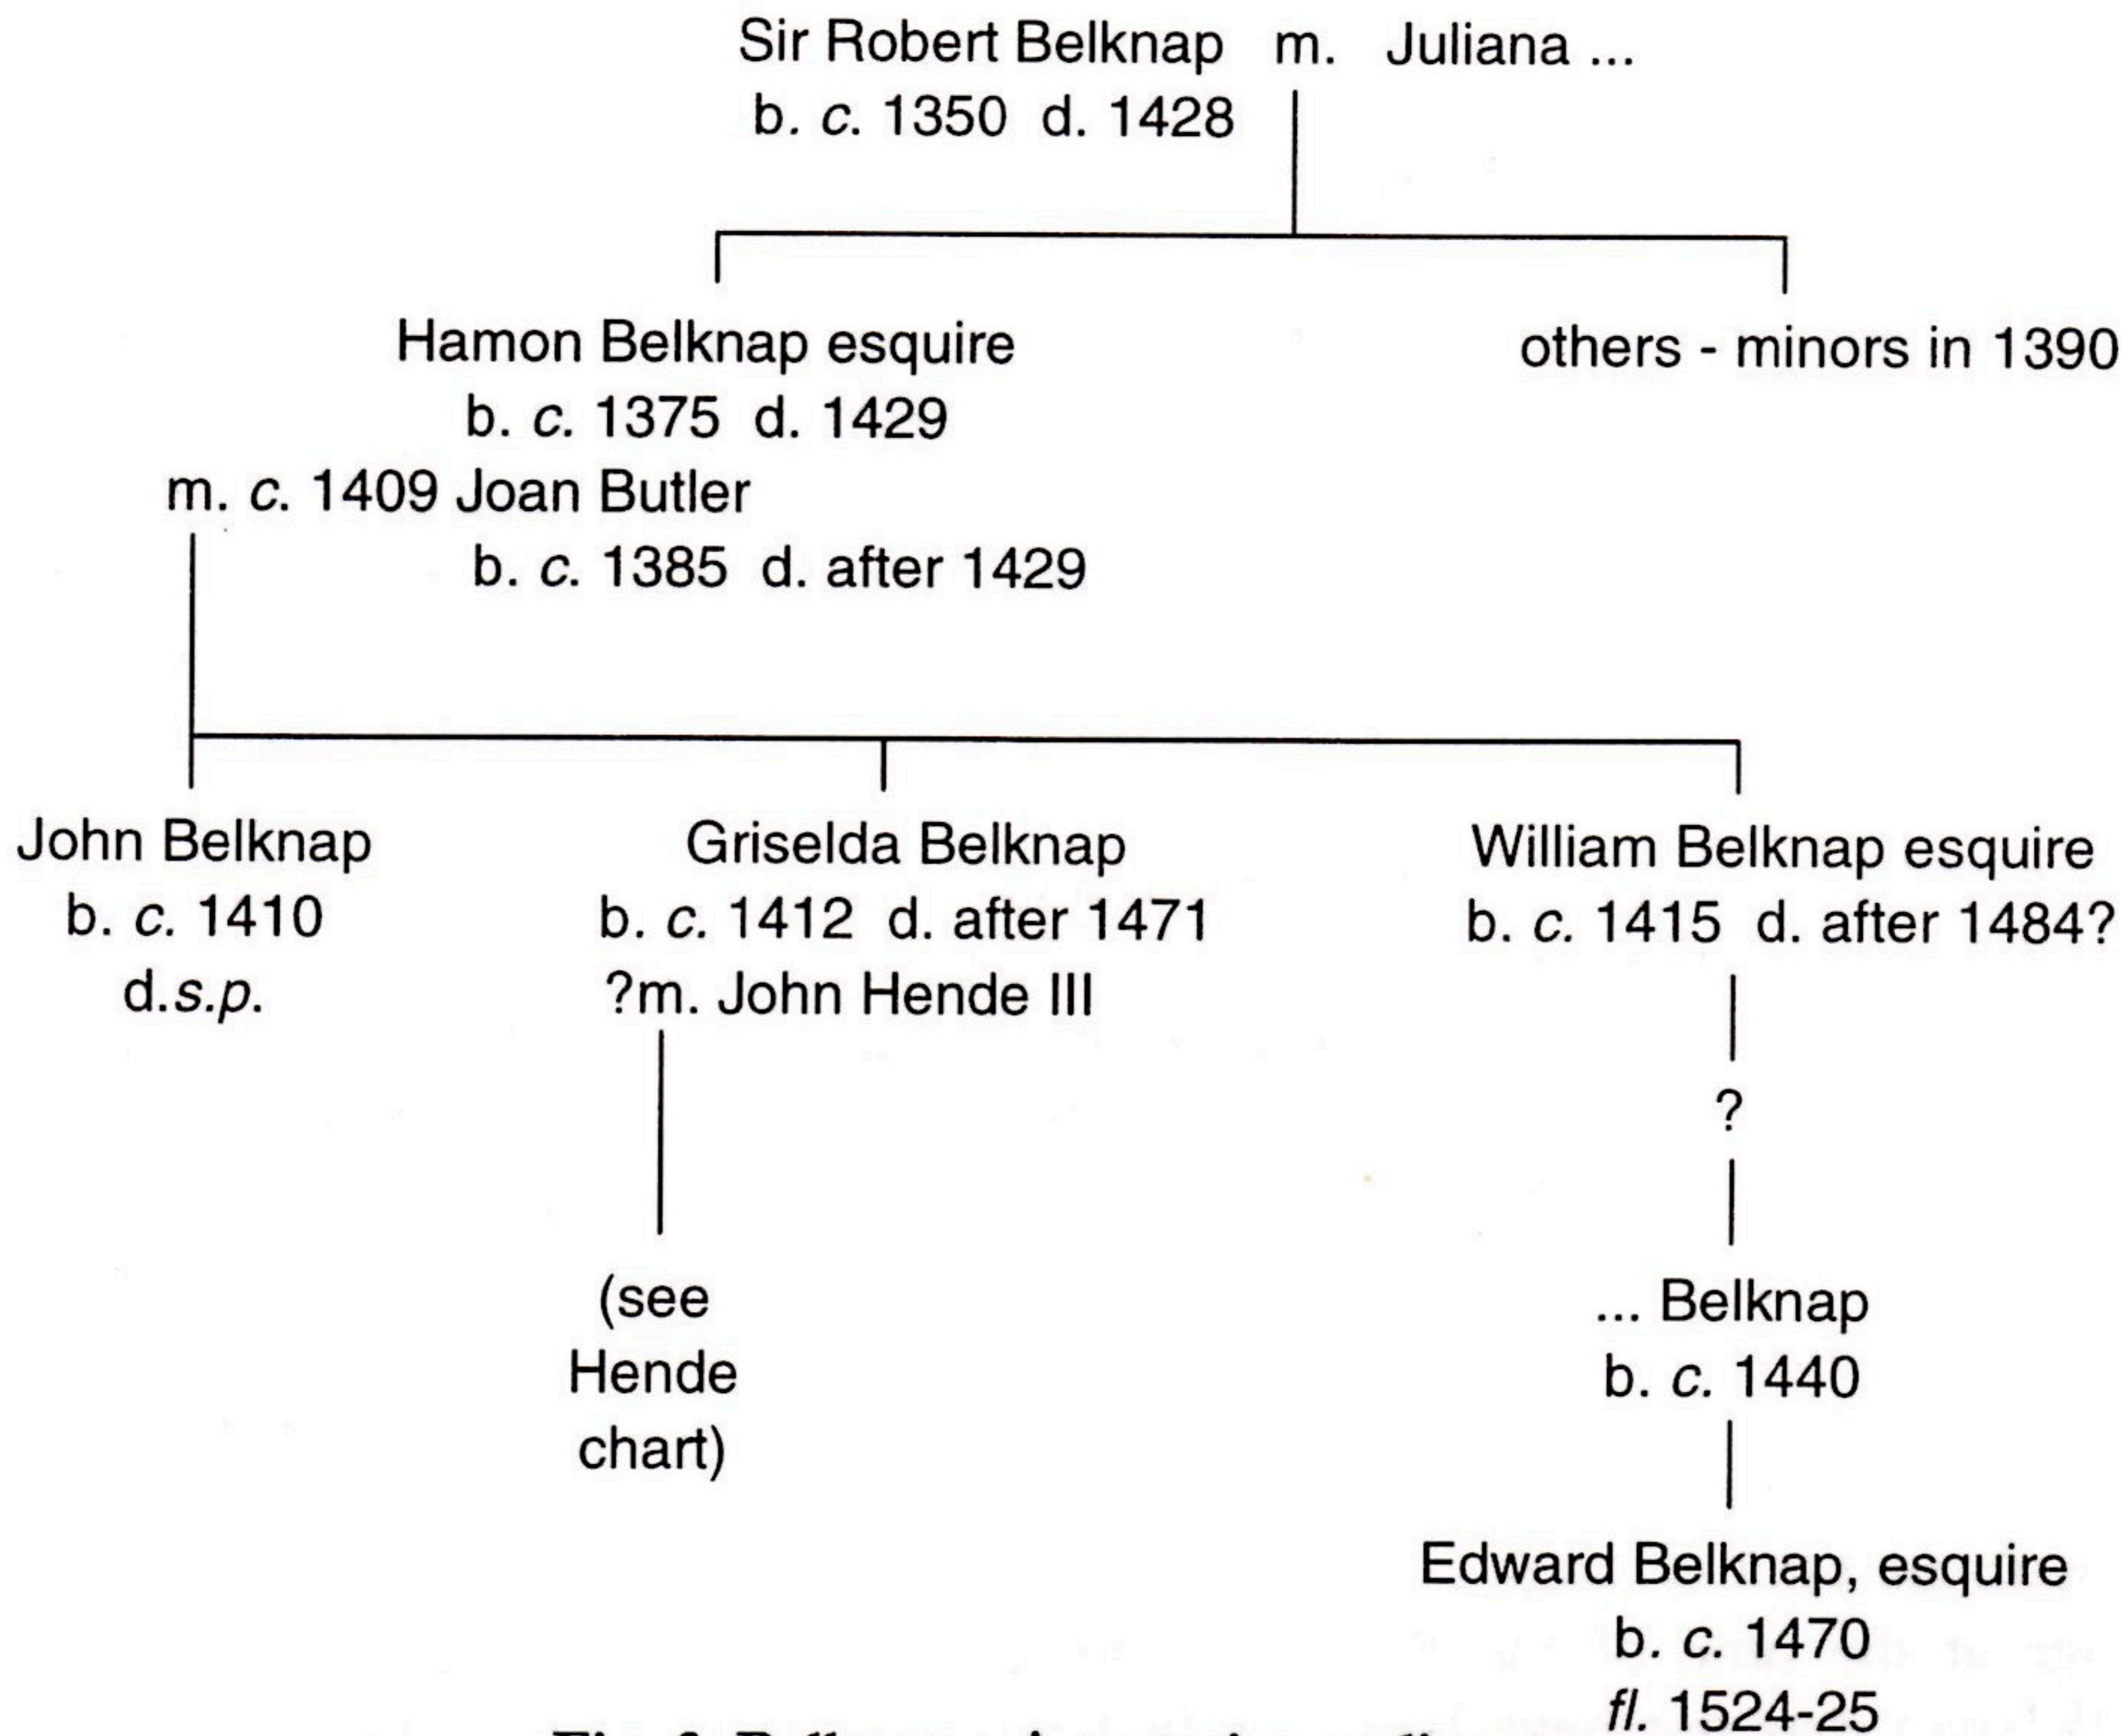 Sir Robert Belknap m. Juliana ...
b. c. 1350 d. 1428
Hamon Belknap esquire
b. c. 1375 d. 1429
m. c. 1409 Joan Butler
b. c. 1385 d. after 1429
others - minors in 1390
John Belknap
b. c. 1410
d.s.p.
Griselda Belknap
b. c. 1412 d. after 1471
?m. John Hende III
(see
Hende
chart)
William Belknap esquire
b. c. 1415 d. after 1484?
?
... Belknap
b. c. 1440
Edward Belknap, esquire
b. c. 1470
fl. 1524-25